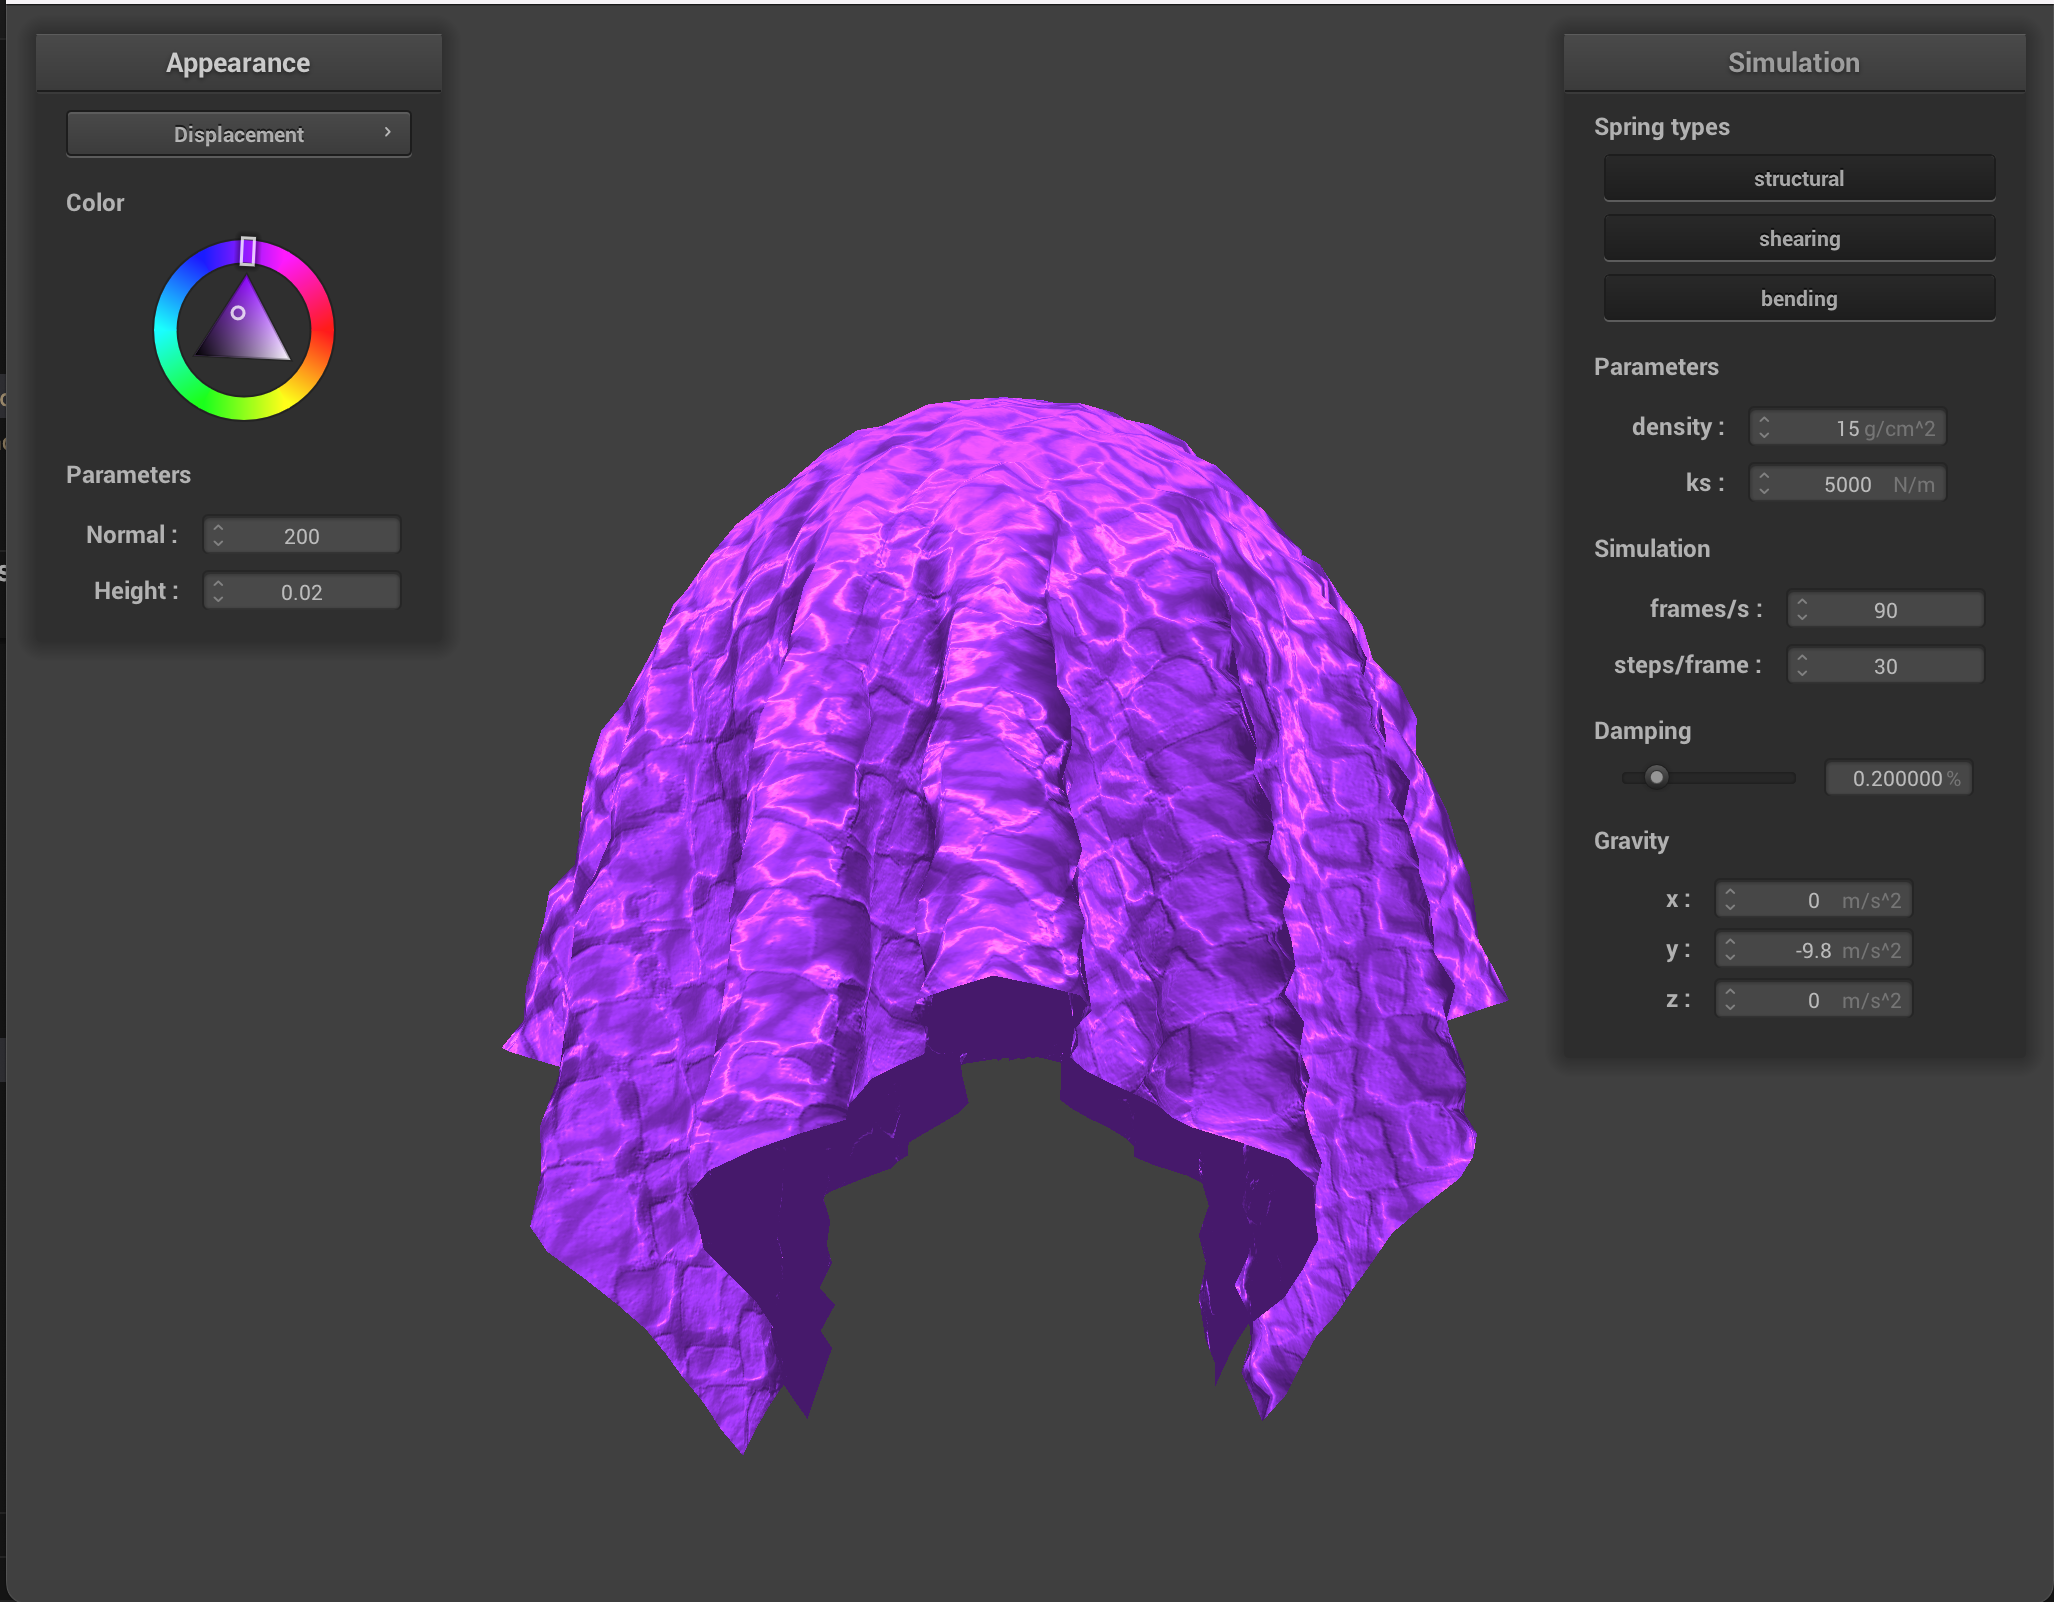 Appearance
Displacement
Color
Parameters
Normal : 200
Height : 0.02
Simulation
Spring types
structural
shearing
bending
Parameters
density : 15 g/cm^2
ks : 5000 N/m
Simulation
frames/s : 90
steps/frame : 30
Damping
0.200000 %
Gravity
x : 0 m/s^2
y : -9.8 m/s^2
z : 0 m/s^2